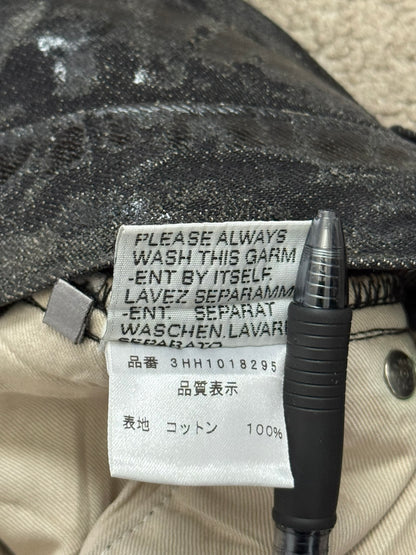 PLEASE ALWAYS
WASH THIS GARM
-ENT BY ITSELF.
LAVEZ SEPARAMM
-ENT. SEPARAT
WASCHEN. LAVARE
SEPARATO
品番 3HH1018295
品質表示
表地 コットン 100%